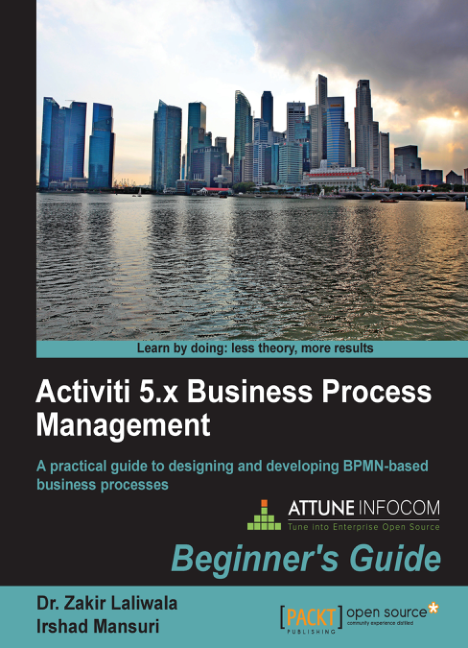 Learn by doing: less theory, more results
Activiti 5.x Business Process
Management
A practical guide to designing and developing BPMN-based
business processes
ATTUNE INFOCOM
Tune into Enterprise Open Source
Beginner's Guide
Dr. Zakir Laliwala
Irshad Mansuri
[PACKT] open source*
PUBLISHING
community experience distilled